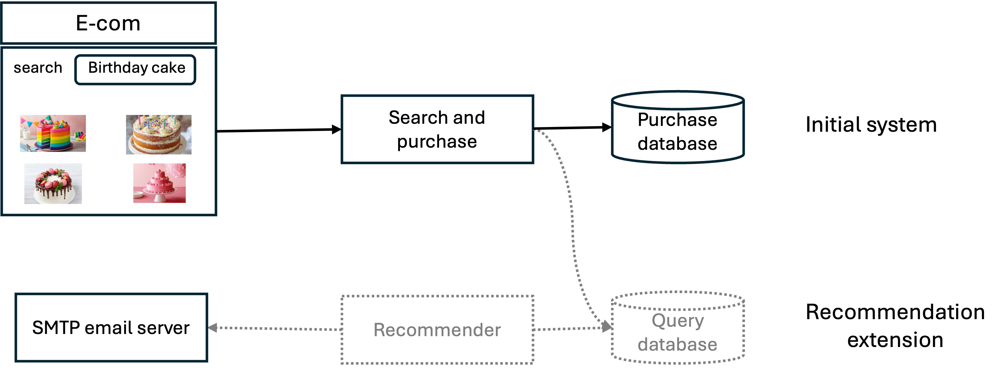 E-com
search
Birthday cake
Search and
purchase
Purchase
database
Initial system
SMTP email server
Recommender
Query
database
Recommendation
extension